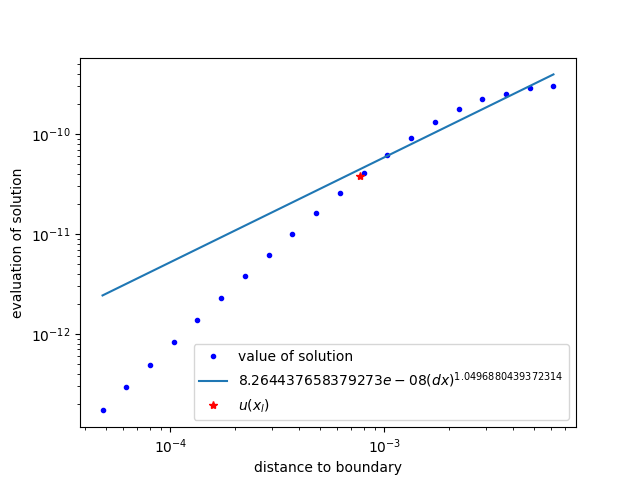 evaluation of solution
10^{-10}
10^{-11}
10^{-12}
value of solution
8.264437658379273e − 08(dx)^{1.0496880439372314}
u(x_l)
10^{-4} 10^{-3}
distance to boundary